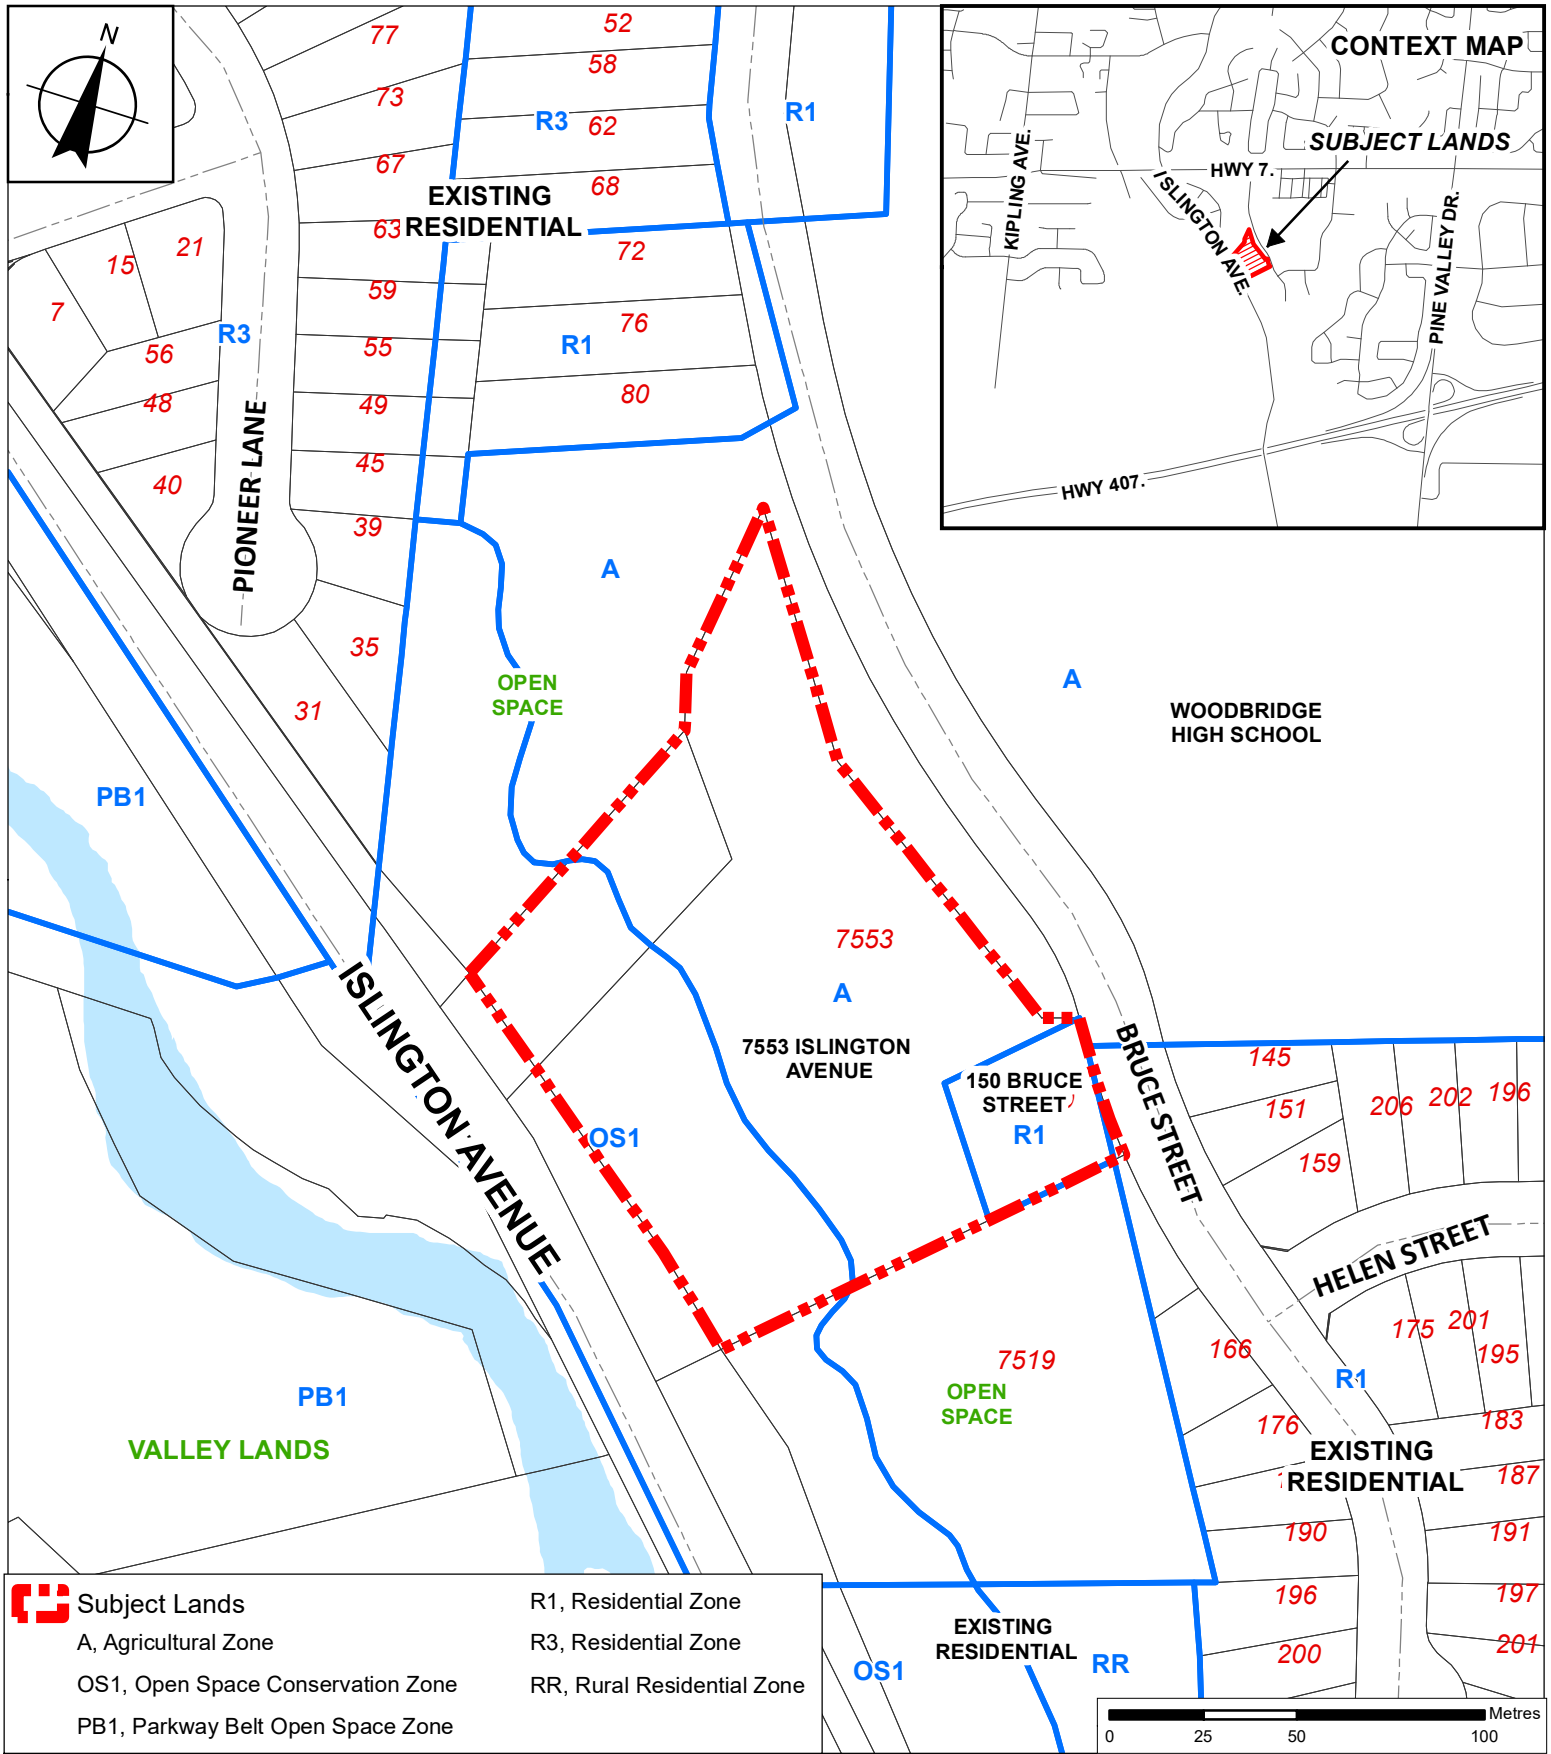 N
77
73
67
63
52
58
R3
62
68
R1
EXISTING
RESIDENTIAL
CONTEXT MAP
SUBJECT LANDS
HWY 7.
KIPLING AVE.
ISLINGTON AVE.
PINE VALLEY DR.
HWY 407.
21
15
7
R3
56
48
40
PIONEER LANE
59
55
49
45
39
35
31
72
76
R1
80
A
OPEN
SPACE
A
WOODBRIDGE
HIGH SCHOOL
PB1
7553
A
7553 ISLINGTON
AVENUE
150 BRUCE
STREET
R1
OS1
ISLINGTON AVENUE
BRUCE STREET
145
151
159
206
202
196
HELEN STREET
166
176
175
201
195
R1
183
EXISTING
RESIDENTIAL
187
190
191
196
197
200
201
7519
OPEN
SPACE
PB1
VALLEY LANDS
EXISTING
RESIDENTIAL
OS1
RR
Subject Lands
A, Agricultural Zone
OS1, Open Space Conservation Zone
PB1, Parkway Belt Open Space Zone
R1, Residential Zone
R3, Residential Zone
RR, Rural Residential Zone
Metres
0 25 50 100